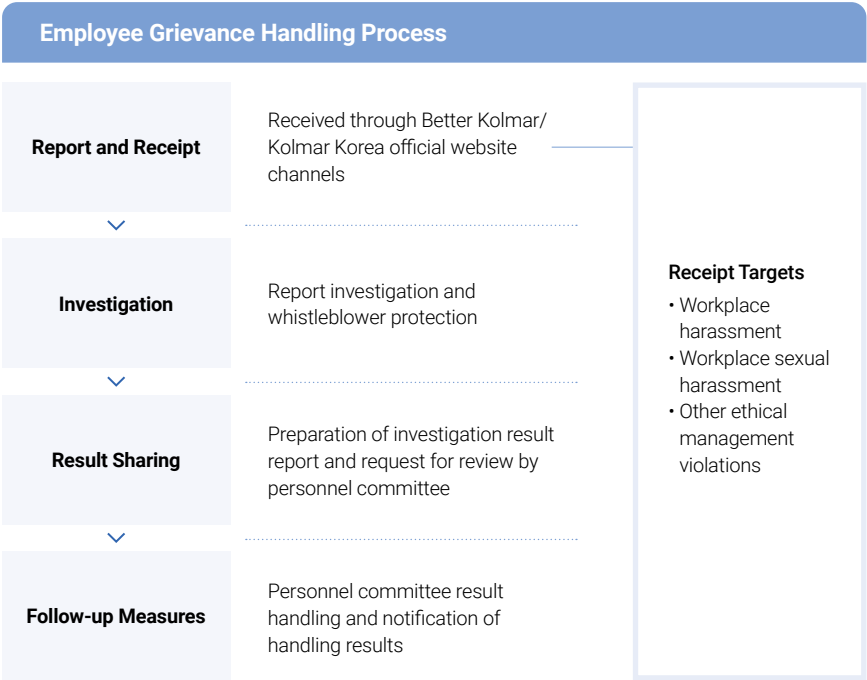 Employee Grievance Handling Process
Report and Receipt
Received through Better Kolmar/
Kolmar Korea official website
channels
Investigation
Report investigation and
whistleblower protection
Result Sharing
Preparation of investigation result
report and request for review by
personnel committee
Follow-up Measures
Personnel committee result
handling and notification of
handling results
Receipt Targets
• Workplace
harassment
• Workplace sexual
harassment
• Other ethical
management
violations